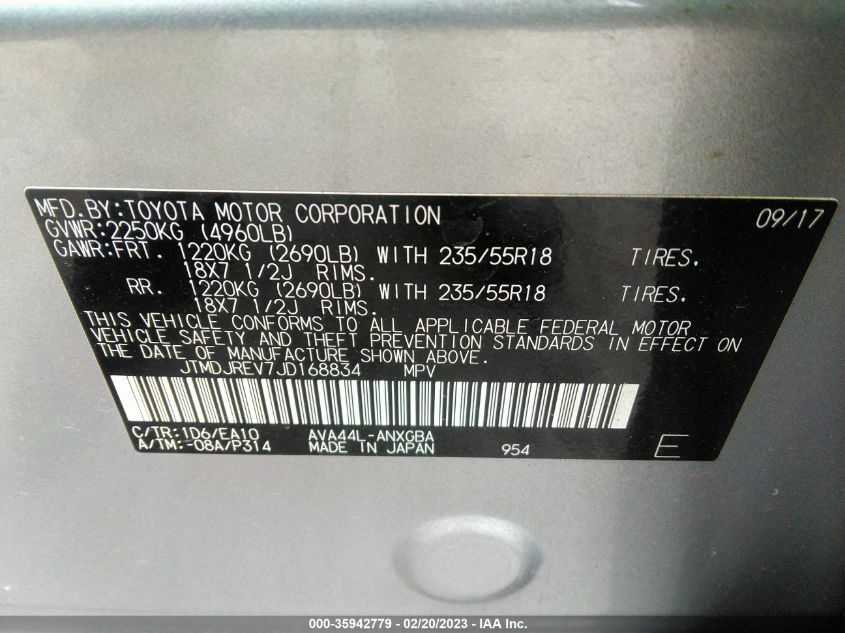 MFD.BY:TOYOTA MOTOR CORPORATION 09/17
GVWR:2250KG (4960LB)
GAWR:FRT. 1220KG (2690LB) WITH 235/55R18 TIRES.
18X7 1/2J RIMS.
RR. 1220KG (2690LB) WITH 235/55R18 TIRES.
18X7 1/2J RIMS.
THIS VEHICLE CONFORMS TO ALL APPLICABLE FEDERAL MOTOR
VEHICLE SAFETY AND THEFT PREVENTION STANDARDS IN EFFECT ON
THE DATE OF MANUFACTURE SHOWN ABOVE.
JTMDJREV7JD168834 MPV
C/TR:1D6/EA10 AVA44L-ANXGBA
A/TM:-08A/P314 MADE IN JAPAN 954 E
000-35942779 — 02/20/2023 — IAA Inc.